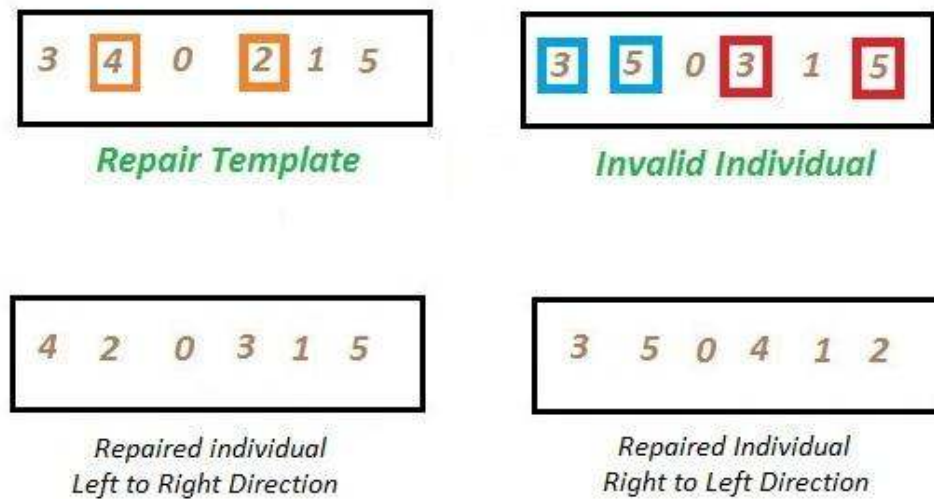 3 4 0 2 1 5
Repair Template
3 5 0 3 1 5
Invalid Individual
4 2 0 3 1 5
Repaired individual
Left to Right Direction
3 5 0 4 1 2
Repaired Individual
Right to Left Direction